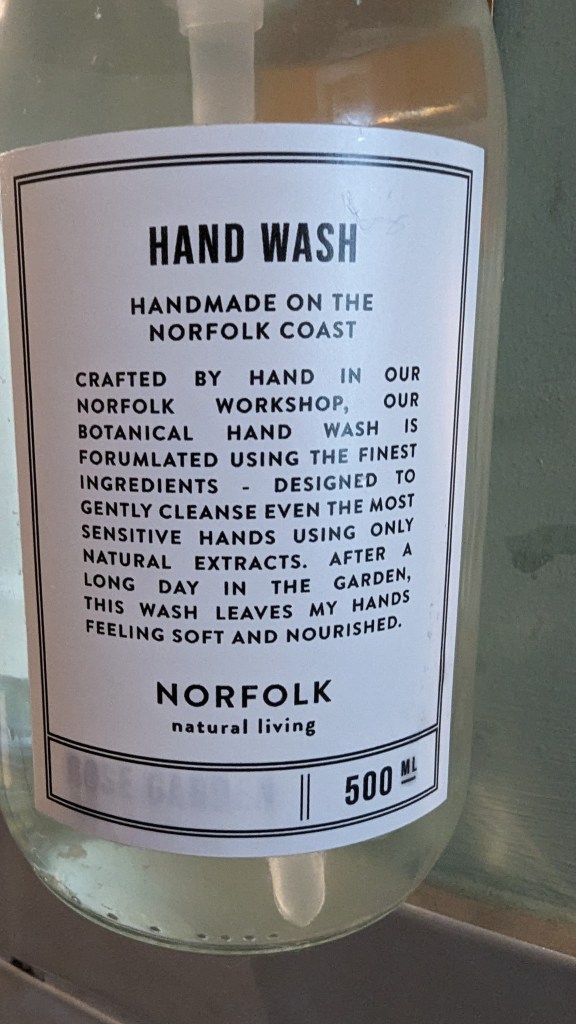 HAND WASH
HANDMADE ON THE
NORFOLK COAST
CRAFTED BY HAND IN OUR
NORFOLK WORKSHOP, OUR
BOTANICAL HAND WASH IS
FORUMLATED USING THE FINEST
INGREDIENTS - DESIGNED TO
GENTLY CLEANSE EVEN THE MOST
SENSITIVE HANDS USING ONLY
NATURAL EXTRACTS. AFTER A
LONG DAY IN THE GARDEN,
THIS WASH LEAVES MY HANDS
FEELING SOFT AND NOURISHED.
NORFOLK
natural living
500 ML